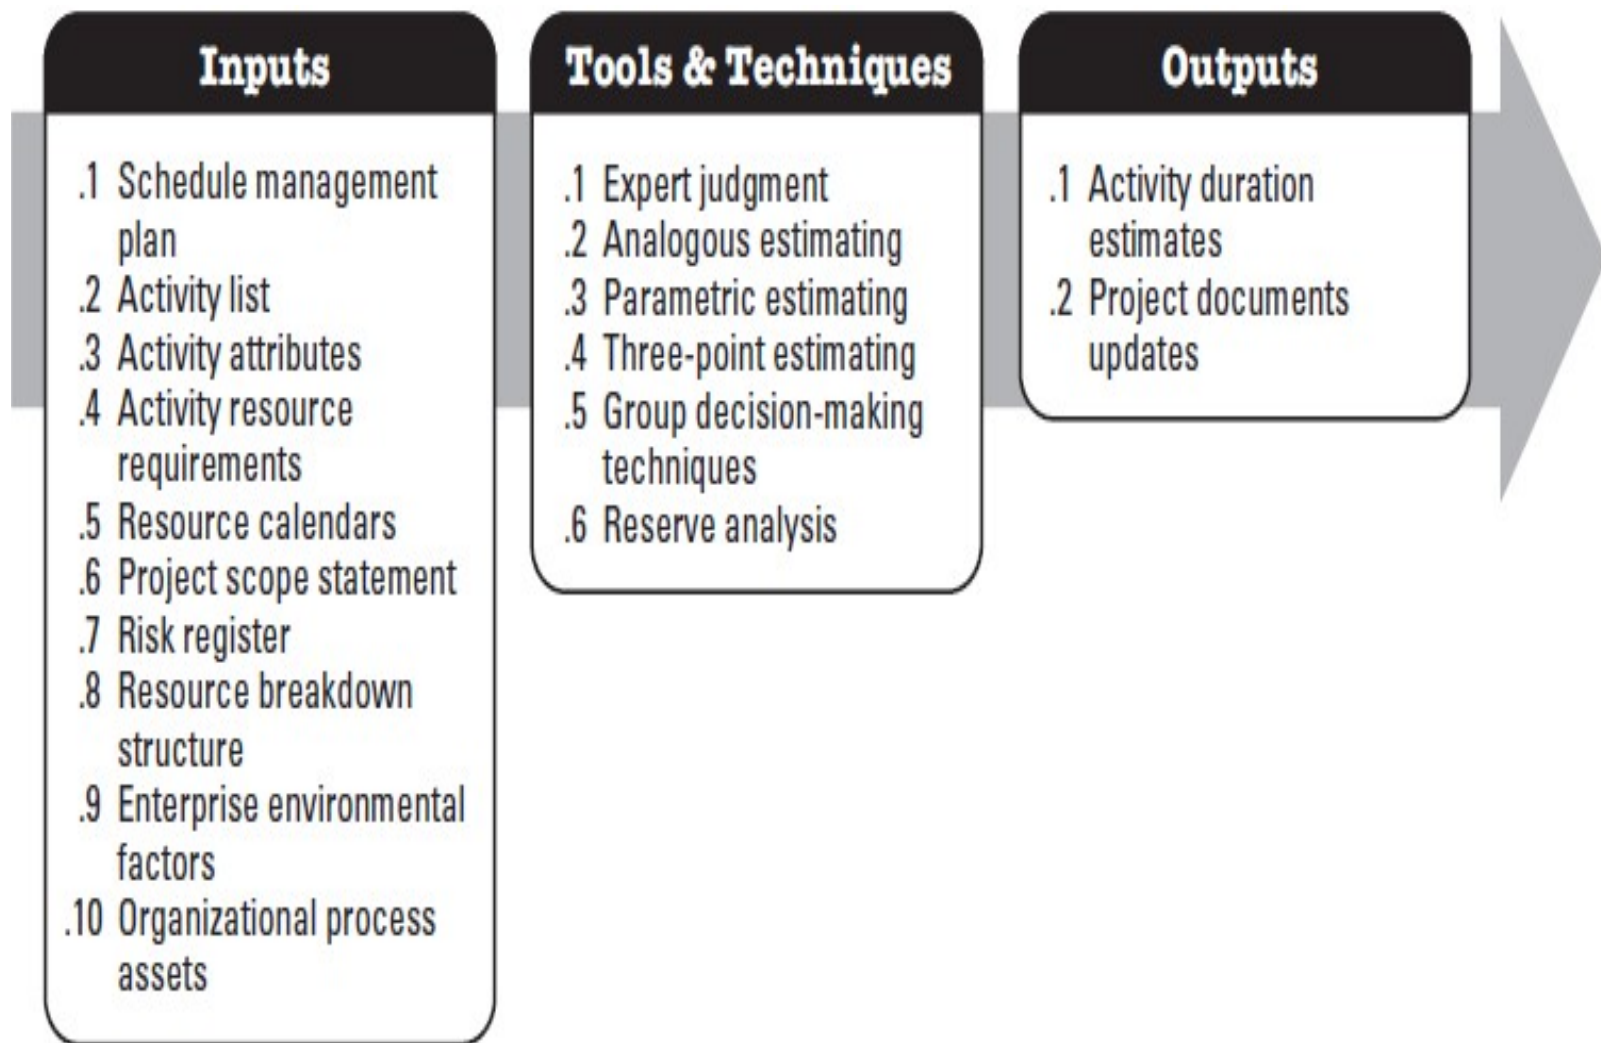 Inputs
.1 Schedule management
plan
.2 Activity list
.3 Activity attributes
.4 Activity resource
requirements
.5 Resource calendars
.6 Project scope statement
.7 Risk register
.8 Resource breakdown
structure
.9 Enterprise environmental
factors
.10 Organizational process
assets
Tools & Techniques
.1 Expert judgment
.2 Analogous estimating
.3 Parametric estimating
.4 Three-point estimating
.5 Group decision-making
techniques
.6 Reserve analysis
Outputs
.1 Activity duration
estimates
.2 Project documents
updates